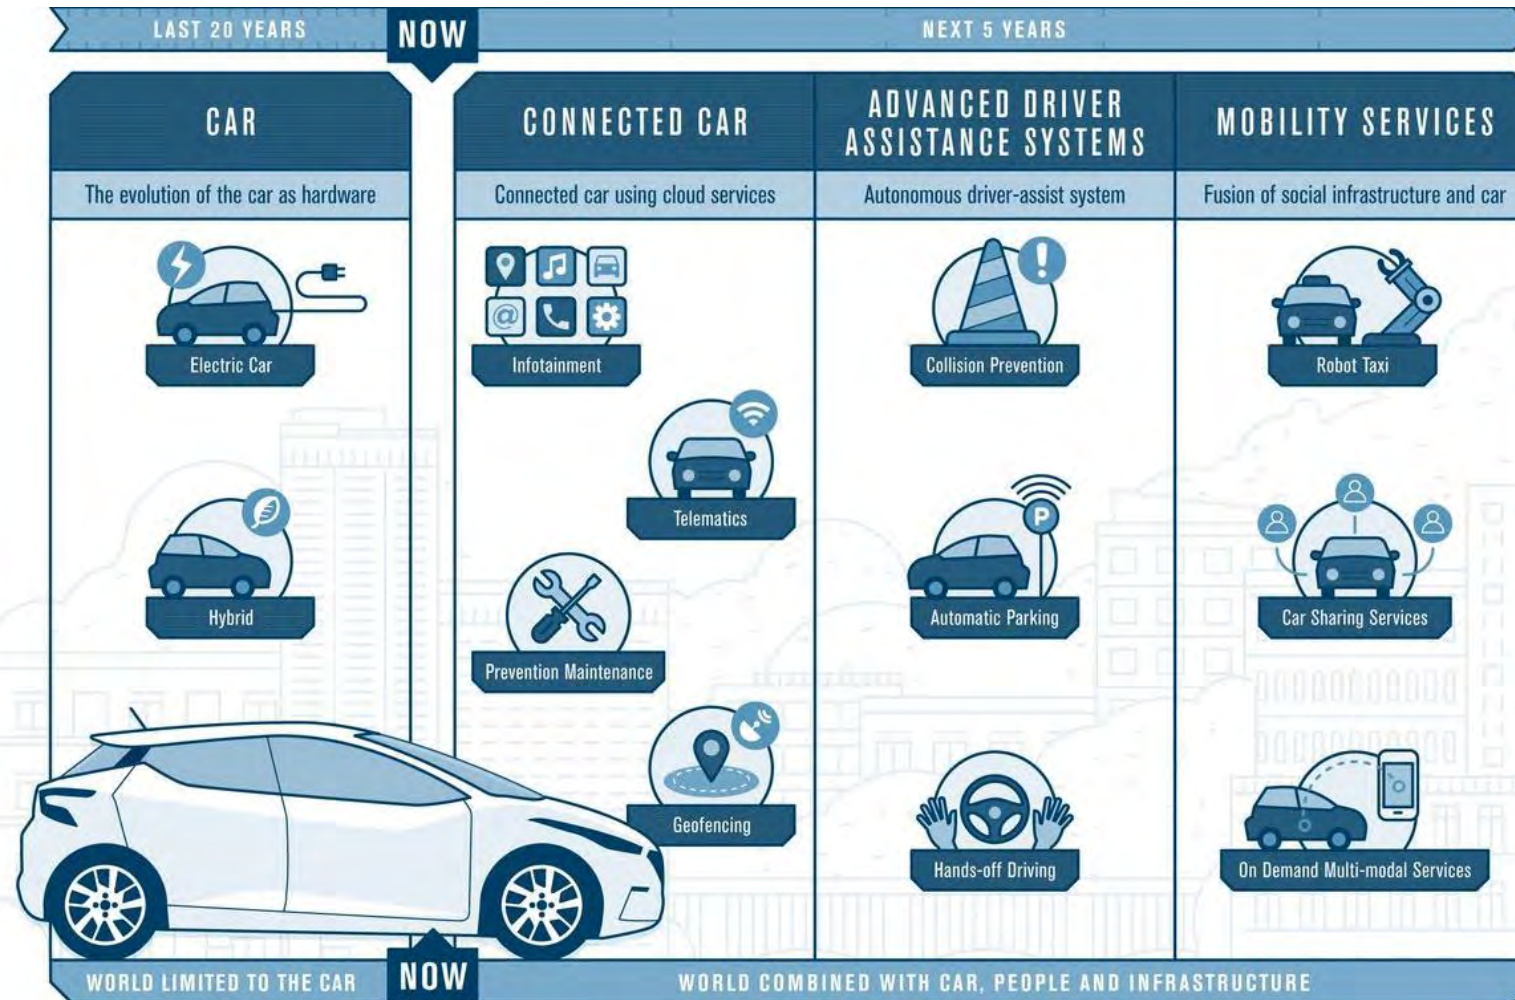 LAST 20 YEARS
NOW
NEXT 5 YEARS
CAR
The evolution of the car as hardware
Electric Car
Hybrid
CONNECTED CAR
Connected car using cloud services
@
Infotainment
Telematics
Prevention Maintenance
Geofencing
ADVANCED DRIVER
ASSISTANCE SYSTEMS
Autonomous driver-assist system
!
Collision Prevention
P
Automatic Parking
Hands-off Driving
MOBILITY SERVICES
Fusion of social infrastructure and car
Robot Taxi
Car Sharing Services
On Demand Multi-modal Services
WORLD LIMITED TO THE CAR
NOW
WORLD COMBINED WITH CAR, PEOPLE AND INFRASTRUCTURE